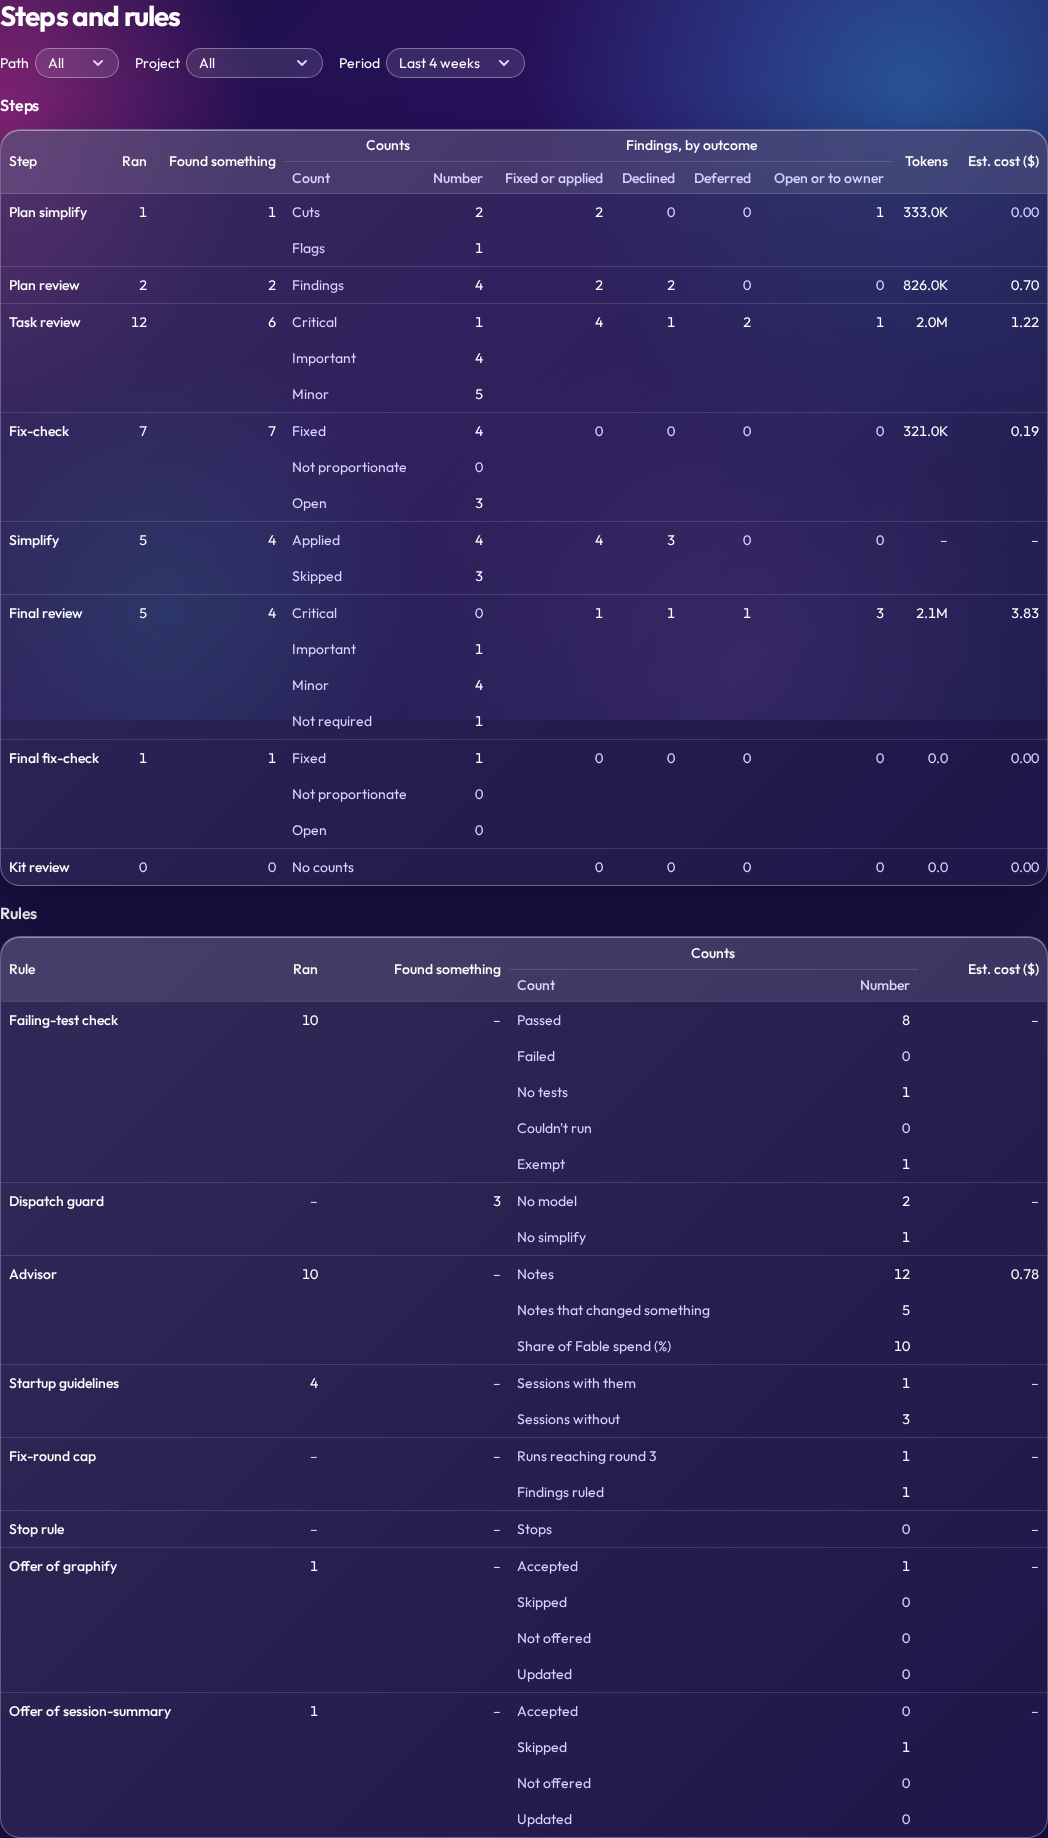 Steps and rules
Path All Project All Period Last 4 weeks
Steps
Counts Findings, by outcome
Step Ran Found something Tokens Est. cost ($)
Count Number Fixed or applied Declined Deferred Open or to owner
Plan simplify 1 1 Cuts 2 2 0 0 1 333.0K 0.00
Flags 1
Plan review 2 2 Findings 4 2 2 0 0 826.0K 0.70
Task review 12 6 Critical 1 4 1 2 1 2.0M 1.22
Important 4
Minor 5
Fix-check 7 7 Fixed 4 0 0 0 0 321.0K 0.19
Not proportionate 0
Open 3
Simplify 5 4 Applied 4 4 3 0 0 – –
Skipped 3
Final review 5 4 Critical 0 1 1 1 3 2.1M 3.83
Important 1
Minor 4
Not required 1
Final fix-check 1 1 Fixed 1 0 0 0 0 0.0 0.00
Not proportionate 0
Open 0
Kit review 0 0 No counts 0 0 0 0 0.0 0.00
Rules
Counts
Rule Ran Found something Est. cost ($)
Count Number
Failing-test check 10 – Passed 8 –
Failed 0
No tests 1
Couldn't run 0
Exempt 1
Dispatch guard – 3 No model 2 –
No simplify 1
Advisor 10 – Notes 12 0.78
Notes that changed something 5
Share of Fable spend (%) 10
Startup guidelines 4 – Sessions with them 1 –
Sessions without 3
Fix-round cap – – Runs reaching round 3 1 –
Findings ruled 1
Stop rule – – Stops 0 –
Offer of graphify 1 – Accepted 1 –
Skipped 0
Not offered 0
Updated 0
Offer of session-summary 1 – Accepted 0 –
Skipped 1
Not offered 0
Updated 0